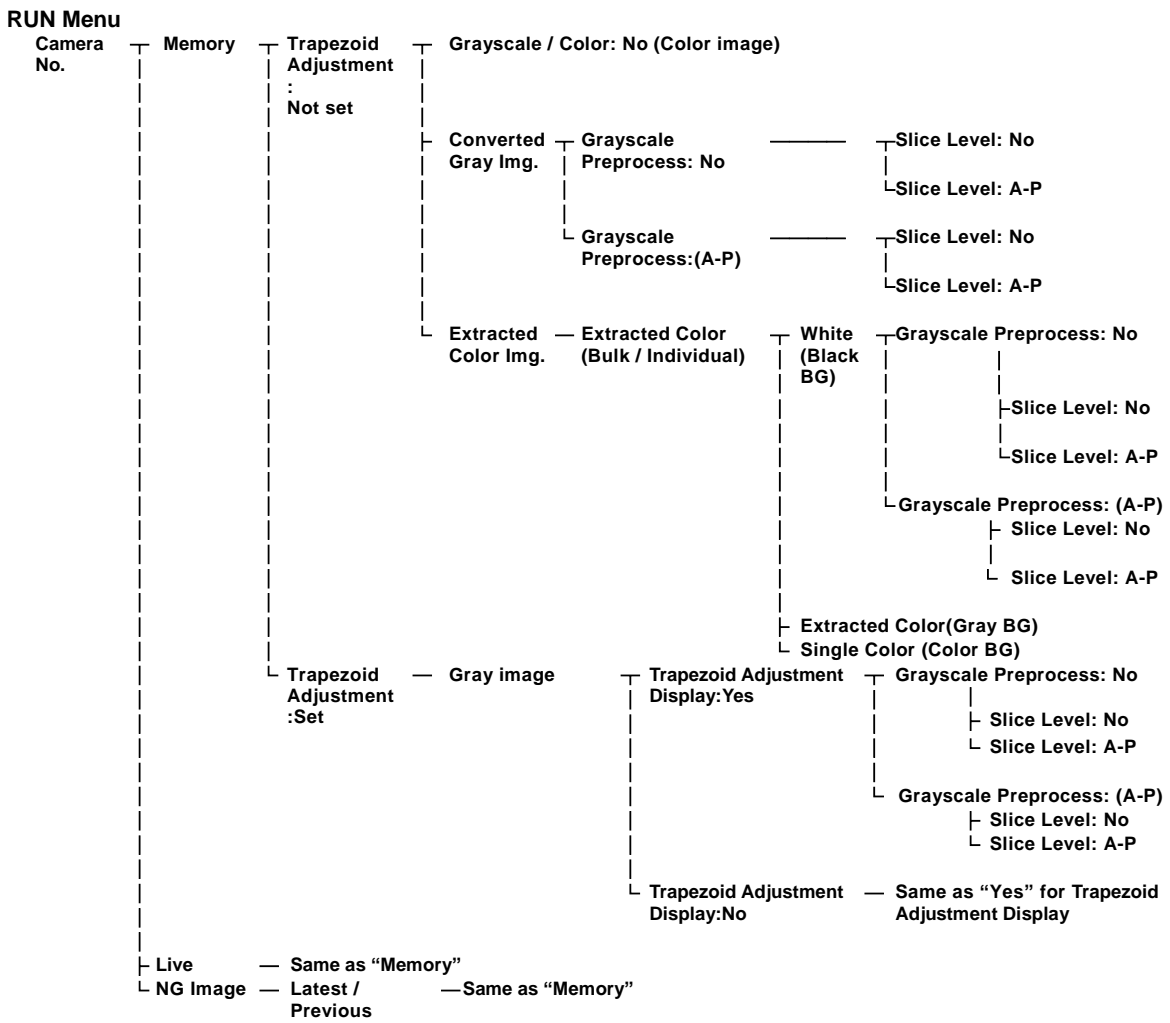 RUN Menu
Camera No.
Memory
Trapezoid Adjustment : Not set
Grayscale / Color: No (Color image)
Converted Gray Img.
Grayscale Preprocess: No
Slice Level: No
Slice Level: A-P
Grayscale Preprocess:(A-P)
Slice Level: No
Slice Level: A-P
Extracted Color Img.
Extracted Color (Bulk / Individual)
White (Black BG)
Grayscale Preprocess: No
Slice Level: No
Slice Level: A-P
Grayscale Preprocess: (A-P)
Slice Level: No
Slice Level: A-P
Extracted Color(Gray BG)
Single Color (Color BG)
Trapezoid Adjustment :Set
Gray image
Trapezoid Adjustment Display:Yes
Grayscale Preprocess: No
Slice Level: No
Slice Level: A-P
Grayscale Preprocess: (A-P)
Slice Level: No
Slice Level: A-P
Trapezoid Adjustment Display:No
Same as “Yes” for Trapezoid Adjustment Display
Live
Same as “Memory”
NG Image
Latest / Previous
Same as “Memory”